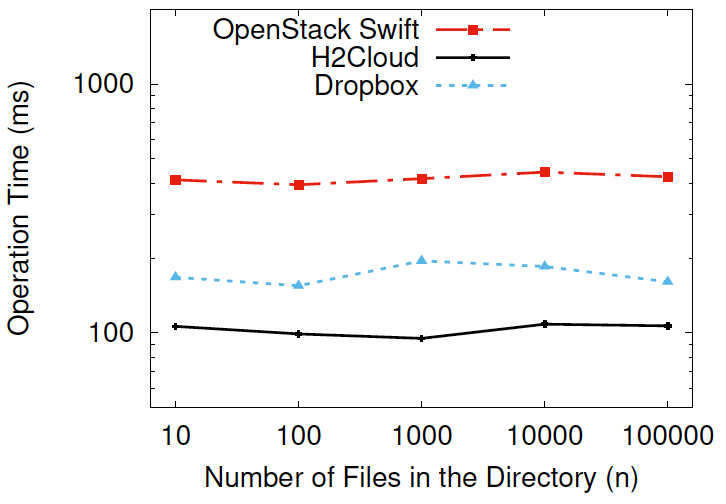 OpenStack Swift
H2Cloud
Dropbox
Operation Time (ms)
1000
100
10 100 1000 10000 100000
Number of Files in the Directory (n)